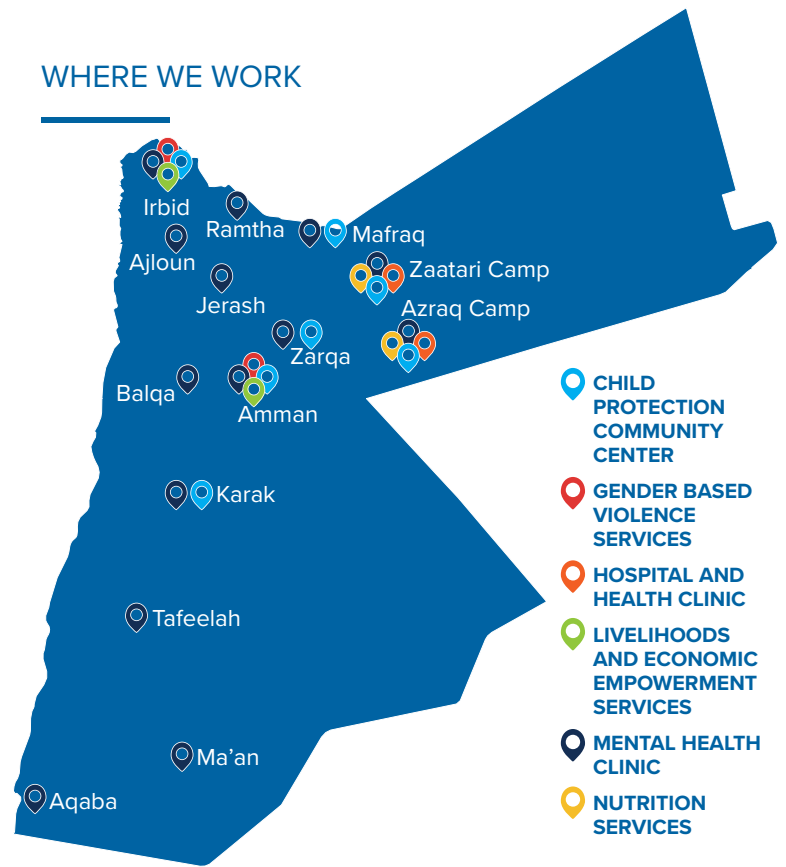 WHERE WE WORK
Irbid
Ramtha
Mafraq
Ajloun
Zaatari Camp
Jerash
Azraq Camp
Zarqa
Balqa
Amman
Karak
Tafeelah
Ma’an
Aqaba
CHILD
PROTECTION
COMMUNITY
CENTER
GENDER BASED
VIOLENCE
SERVICES
HOSPITAL AND
HEALTH CLINIC
LIVELIHOODS
AND ECONOMIC
EMPOWERMENT
SERVICES
MENTAL HEALTH
CLINIC
NUTRITION
SERVICES